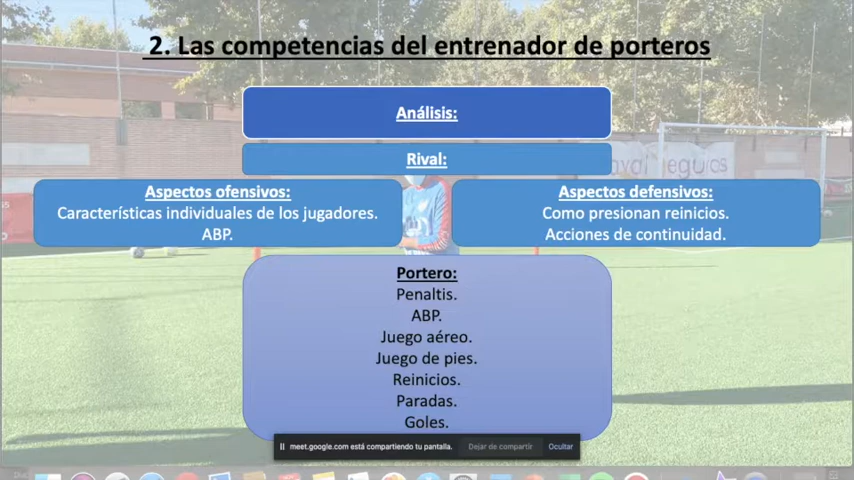 2. Las competencias del entrenador de porteros
Análisis:
Rival:
Aspectos ofensivos:
Características individuales de los jugadores.
ABP.
Aspectos defensivos:
Como presionan reinicios.
Acciones de continuidad.
Portero:
Penaltis.
ABP.
Juego aéreo.
Juego de pies.
Reinicios.
Paradas.
Goles.
meet.google.com está compartiendo tu pantalla.
Dejar de compartir
Ocultar